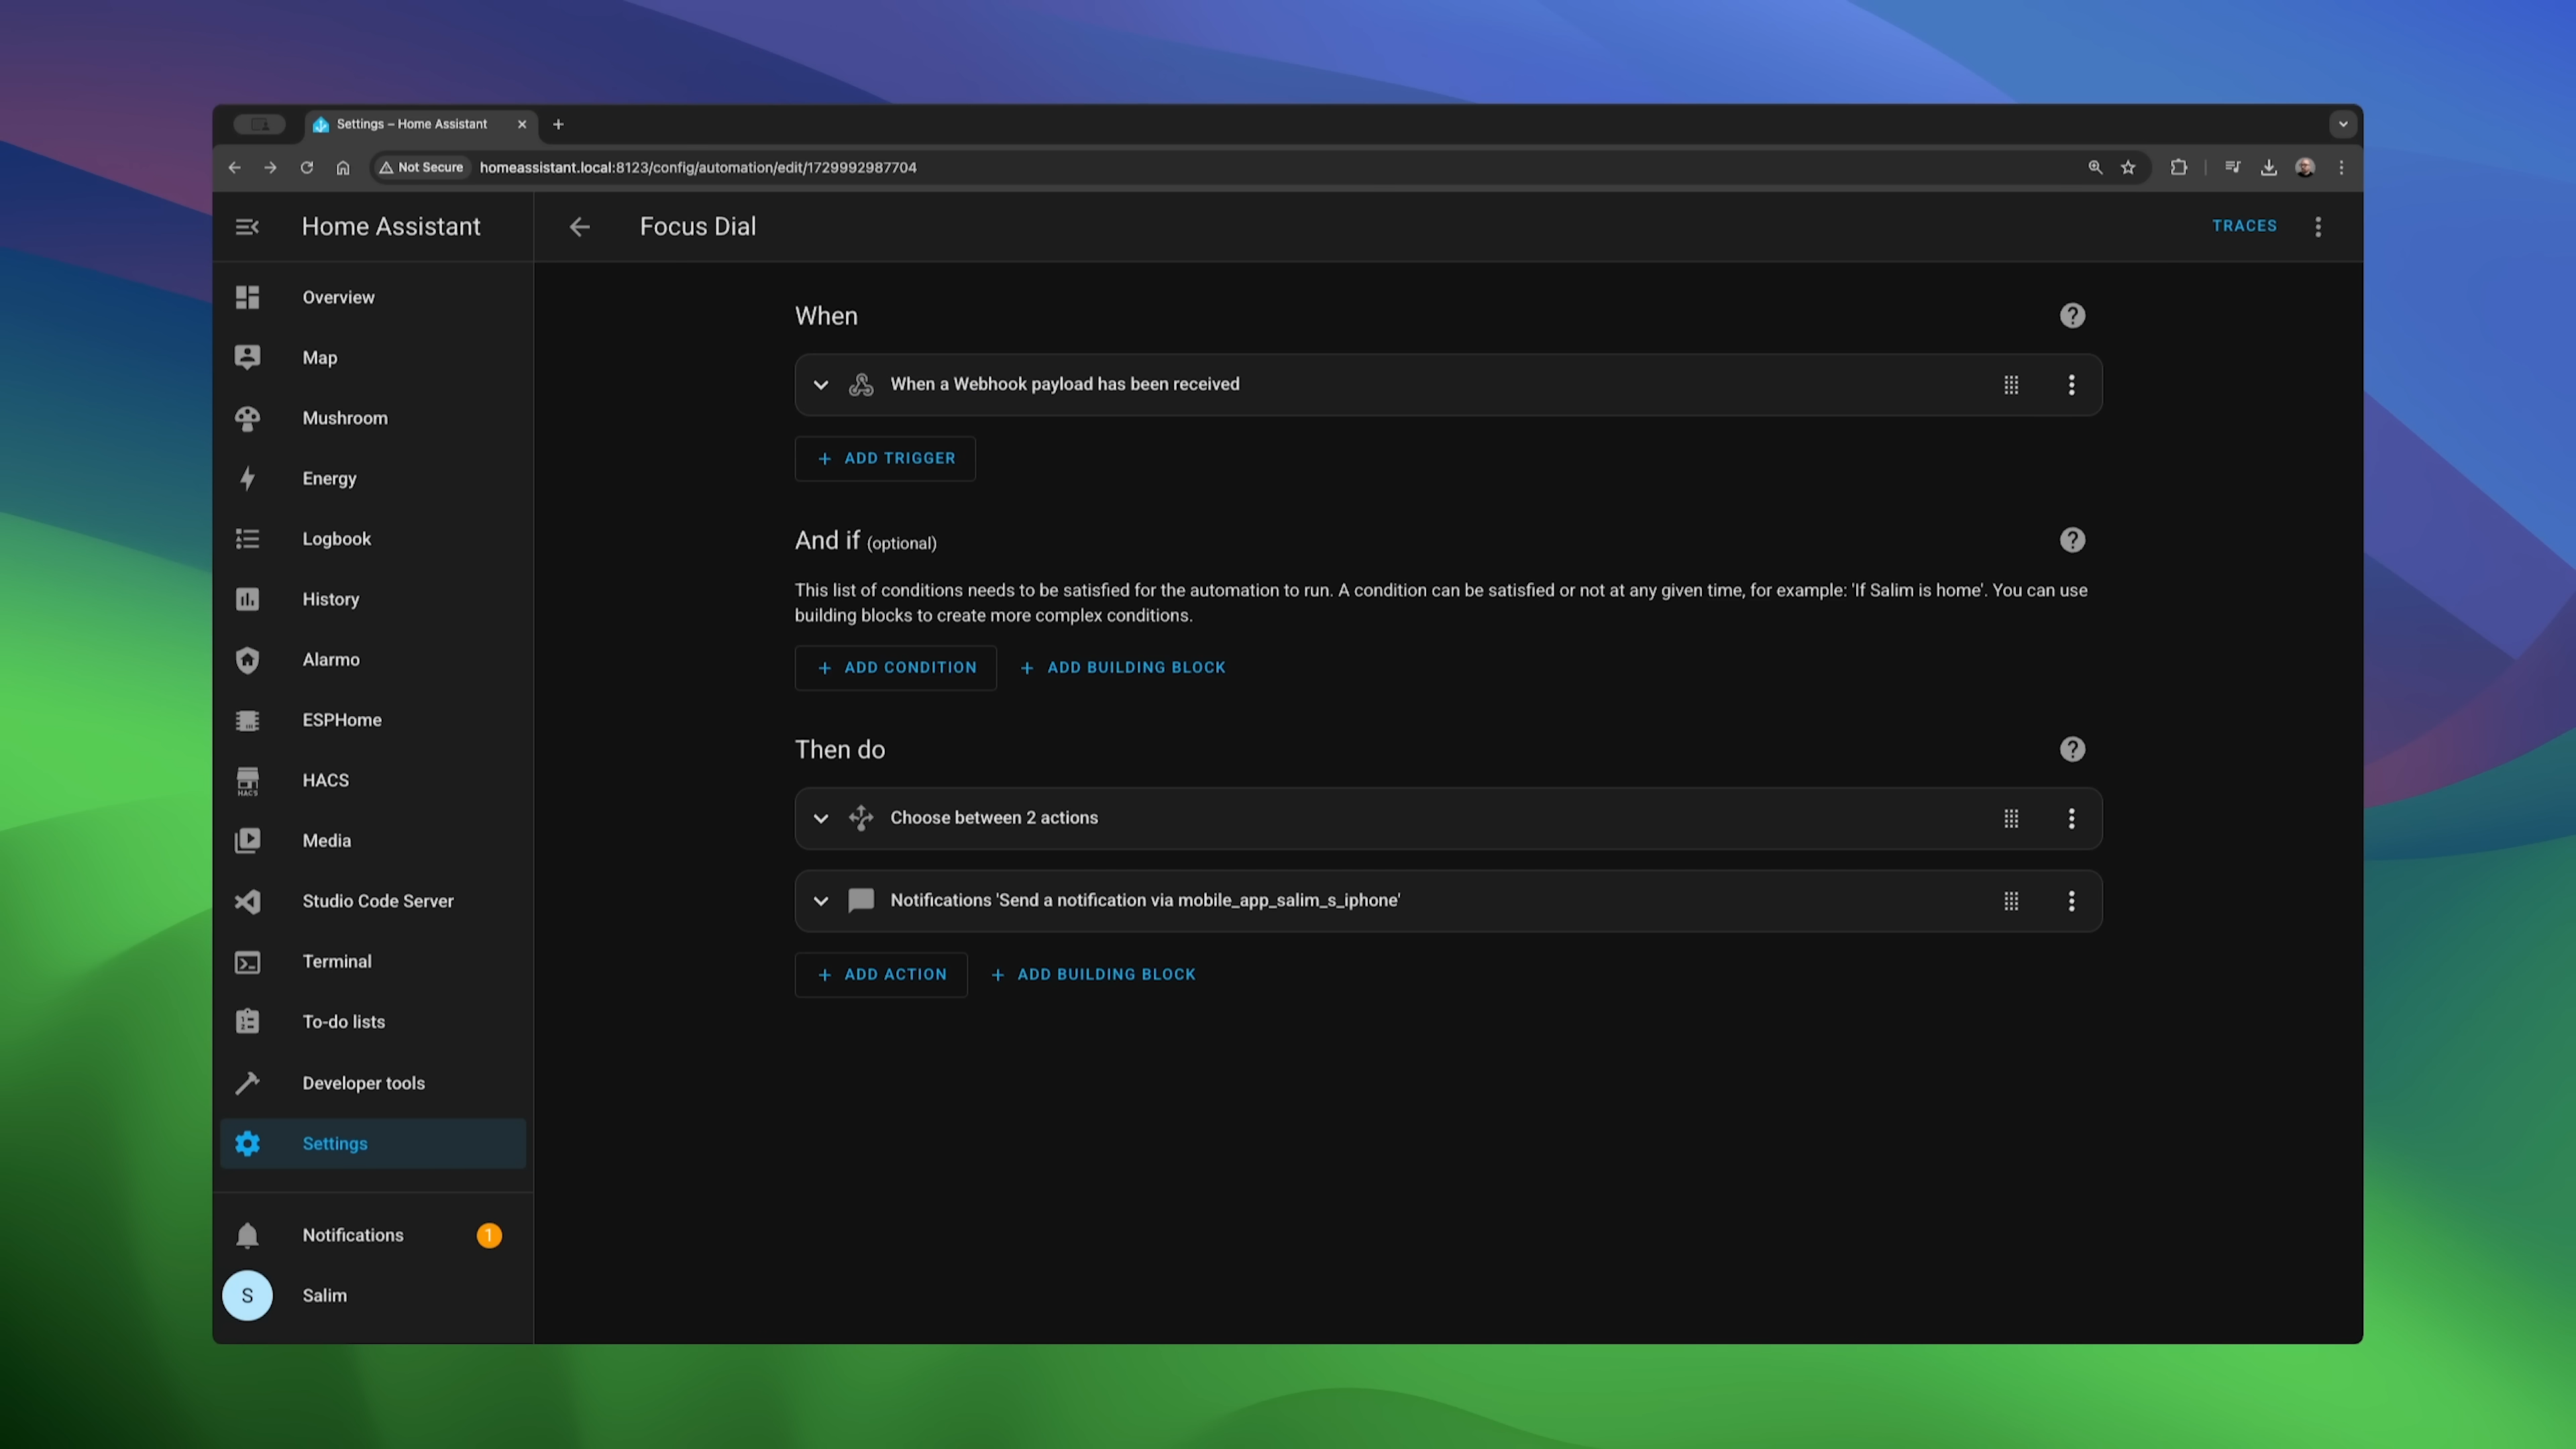 Settings – Home Assistant
Not Secure
homeassistant.local:8123/config/automation/edit/1729992987704
Home Assistant
Focus Dial
TRACES
Overview
Map
Mushroom
Energy
Logbook
History
Alarmo
ESPHome
HACS
HACS
Media
Studio Code Server
Terminal
To-do lists
Developer tools
Settings
Notifications
1
S
Salim
When
When a Webhook payload has been received
+ ADD TRIGGER
And if (optional)
This list of conditions needs to be satisfied for the automation to run. A condition can be satisfied or not at any given time, for example: 'If Salim is home'. You can use
building blocks to create more complex conditions.
+ ADD CONDITION
+ ADD BUILDING BLOCK
Then do
Choose between 2 actions
Notifications 'Send a notification via mobile_app_salim_s_iphone'
+ ADD ACTION
+ ADD BUILDING BLOCK